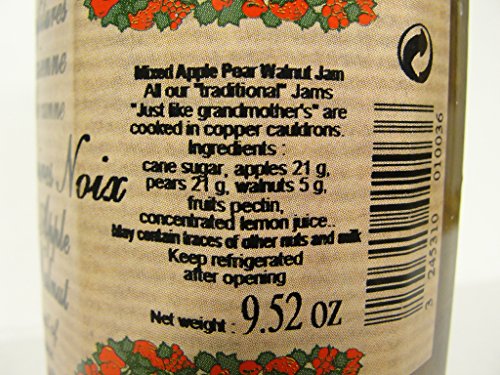 Mixed Apple Pear Walnut Jam
All our "traditional" Jams
"Just like grandmother's" are
cooked in copper cauldrons.
Ingredients :
cane sugar, apples 21 g,
pears 21 g, walnuts 5 g,
fruits pectin,
concentrated lemon juice..
May contain traces of other nuts and milk
Keep refrigerated
after opening
Net weight : 9.52 oz
Noix
Apple
3 245310 010036